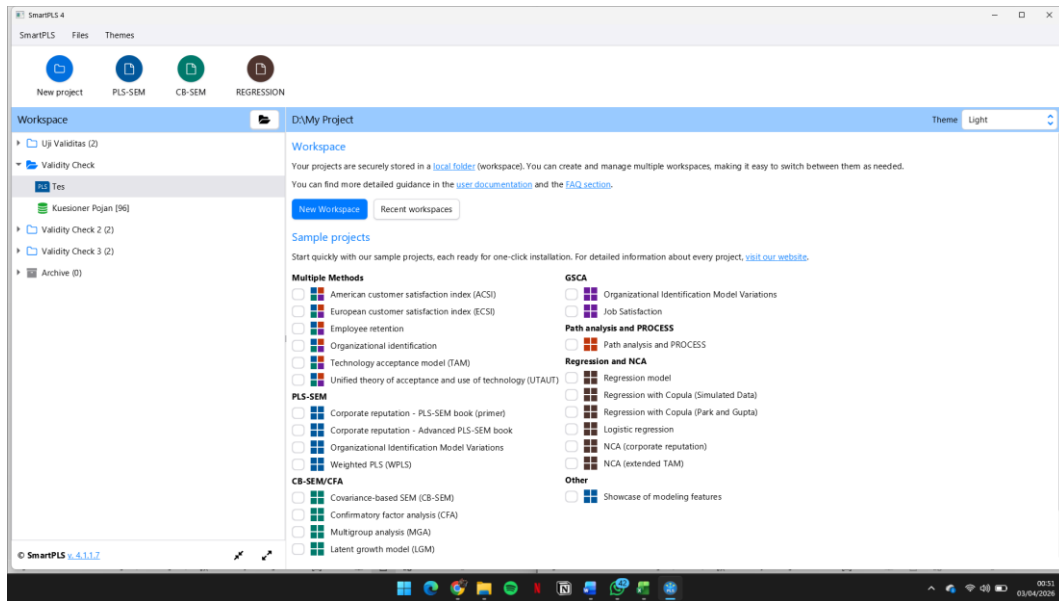 SmartPLS 4
SmartPLS Files Themes
New project PLS-SEM CB-SEM REGRESSION
Workspace
Uji Validitas (2)
Validity Check
PLS Tes
Kuesioner Pojan [96]
Validity Check 2 (2)
Validity Check 3 (2)
Archive (0)
© SmartPLS v. 4.1.1.7
D:\My Project
Theme Light
Workspace
Your projects are securely stored in a local folder (workspace). You can create and manage multiple workspaces, making it easy to switch between them as needed.
You can find more detailed guidance in the user documentation and the FAQ section.
New Workspace Recent workspaces
Sample projects
Start quickly with our sample projects, each ready for one-click installation. For detailed information about every project, visit our website.
Multiple Methods
American customer satisfaction index (ACSI)
European customer satisfaction index (ECSI)
Employee retention
Organizational identification
Technology acceptance model (TAM)
Unified theory of acceptance and use of technology (UTAUT)
PLS-SEM
Corporate reputation - PLS-SEM book (primer)
Corporate reputation - Advanced PLS-SEM book
Organizational Identification Model Variations
Weighted PLS (WPLS)
CB-SEM/CFA
Covariance-based SEM (CB-SEM)
Confirmatory factor analysis (CFA)
Multigroup analysis (MGA)
Latent growth model (LGM)
GSCA
Organizational Identification Model Variations
Job Satisfaction
Path analysis and PROCESS
Path analysis and PROCESS
Regression and NCA
Regression model
Regression with Copula (Simulated Data)
Regression with Copula (Park and Gupta)
Logistic regression
NCA (corporate reputation)
NCA (extended TAM)
Other
Showcase of modeling features
00:51
03/04/2026